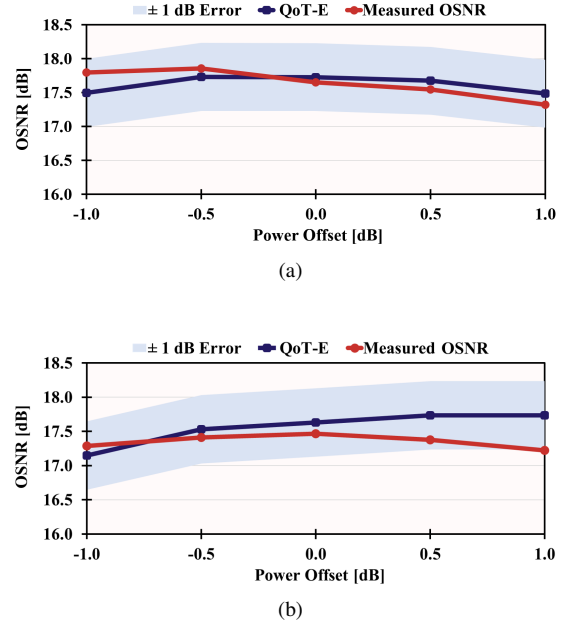 ± 1 dB Error QoT-E Measured OSNR
18.5
18.0
17.5
17.0
16.5
16.0
OSNR [dB]
-1.0 -0.5 0.0 0.5 1.0
Power Offset [dB]
(a)
± 1 dB Error QoT-E Measured OSNR
18.5
18.0
17.5
17.0
16.5
16.0
OSNR [dB]
-1.0 -0.5 0.0 0.5 1.0
Power Offset [dB]
(b)